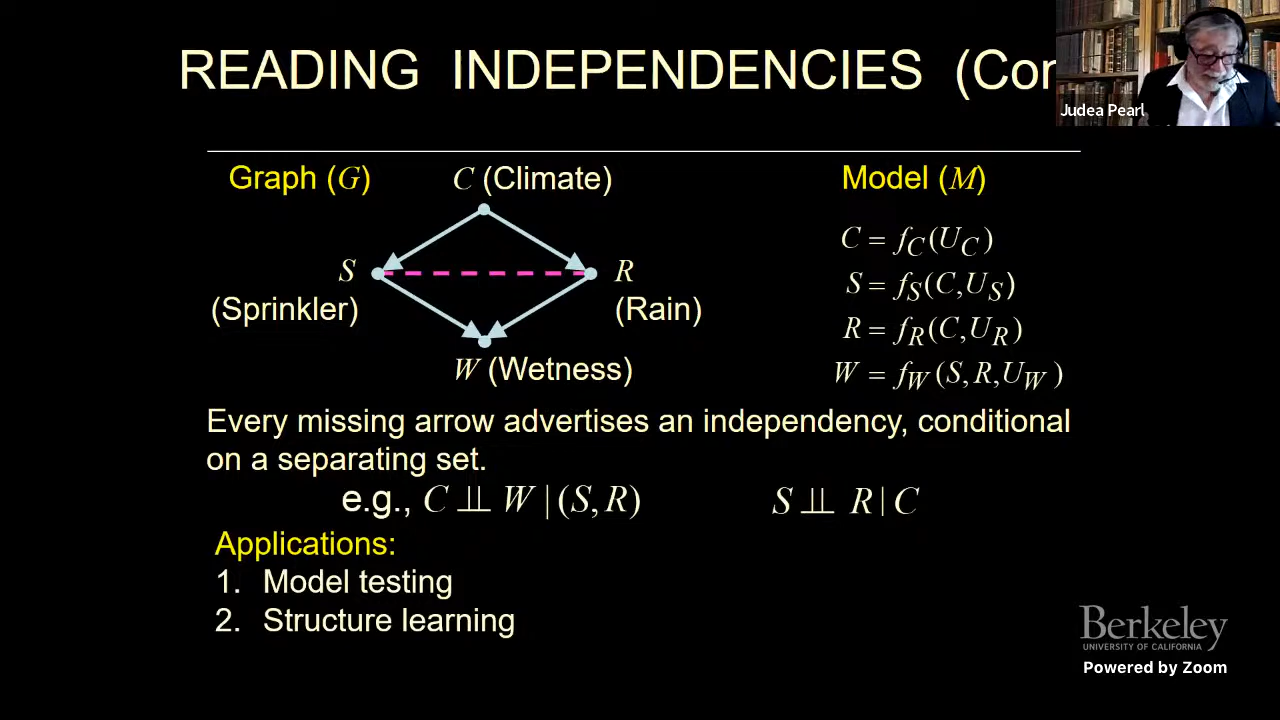 READING INDEPENDENCIES (Con
Judea Pearl
Graph (G)
C (Climate)
Model (M)
S
(Sprinkler)
R
(Rain)
W (Wetness)
C = f_C(U_C)
S = f_S(C,U_S)
R = f_R(C,U_R)
W = f_W(S,R,U_W)
Every missing arrow advertises an independency, conditional
on a separating set.
e.g., C ⫫ W | (S,R) S ⫫ R | C
Applications:
1. Model testing
2. Structure learning
Berkeley
UNIVERSITY OF CALIFORNIA
Powered by Zoom